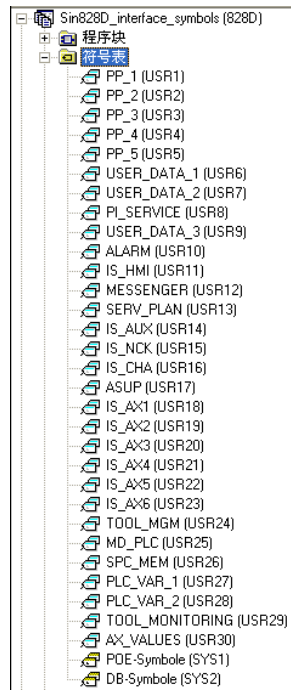 Sin828D_interface_symbols (828D)
程序块
符号表
PP_1 (USR1)
PP_2 (USR2)
PP_3 (USR3)
PP_4 (USR4)
PP_5 (USR5)
USER_DATA_1 (USR6)
USER_DATA_2 (USR7)
PI_SERVICE (USR8)
USER_DATA_3 (USR9)
ALARM (USR10)
IS_HMI (USR11)
MESSENGER (USR12)
SERV_PLAN (USR13)
IS_AUX (USR14)
IS_NCK (USR15)
IS_CHA (USR16)
ASUP (USR17)
IS_AX1 (USR18)
IS_AX2 (USR19)
IS_AX3 (USR20)
IS_AX4 (USR21)
IS_AX5 (USR22)
IS_AX6 (USR23)
TOOL_MGM (USR24)
MD_PLC (USR25)
SPC_MEM (USR26)
PLC_VAR_1 (USR27)
PLC_VAR_2 (USR28)
TOOL_MONITORING (USR29)
AX_VALUES (USR30)
POE-Symbole (SYS1)
DB-Symbole (SYS2)